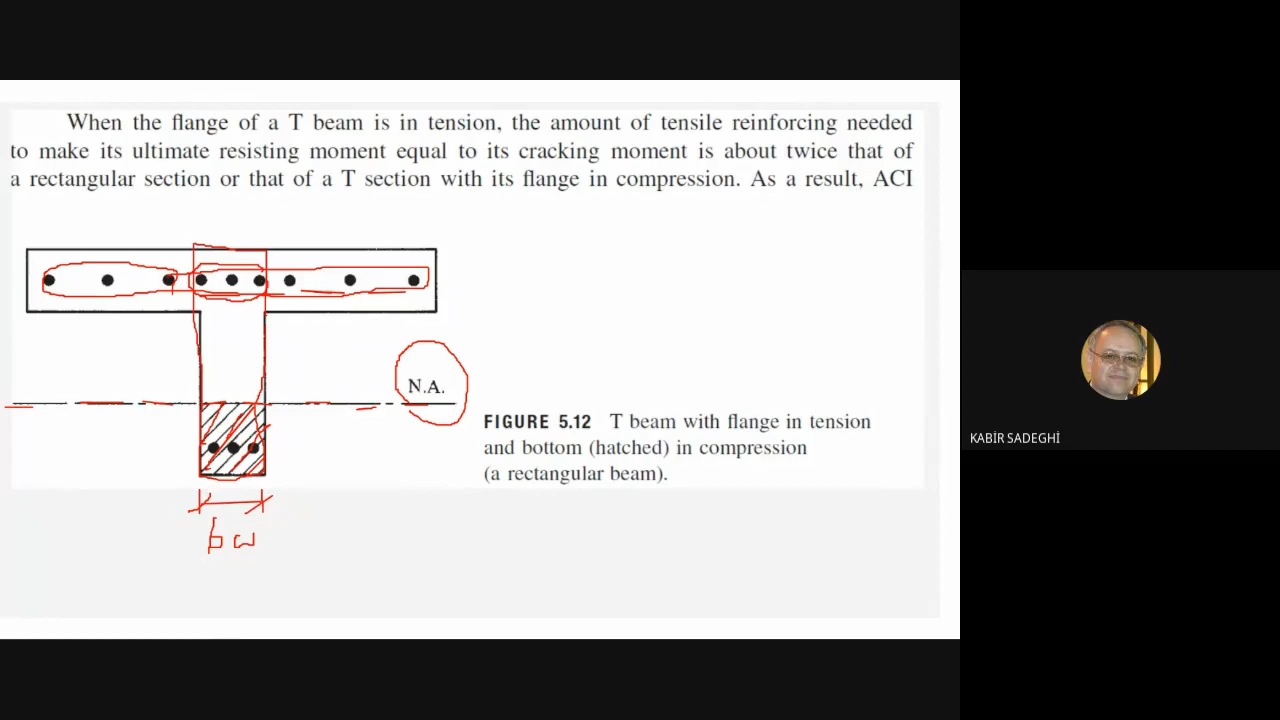 When the flange of a T beam is in tension, the amount of tensile reinforcing needed
to make its ultimate resisting moment equal to its cracking moment is about twice that of
a rectangular section or that of a T section with its flange in compression. As a result, ACI
N.A.
FIGURE 5.12 T beam with flange in tension
and bottom (hatched) in compression
(a rectangular beam).
bw
KABİR SADEGHİ